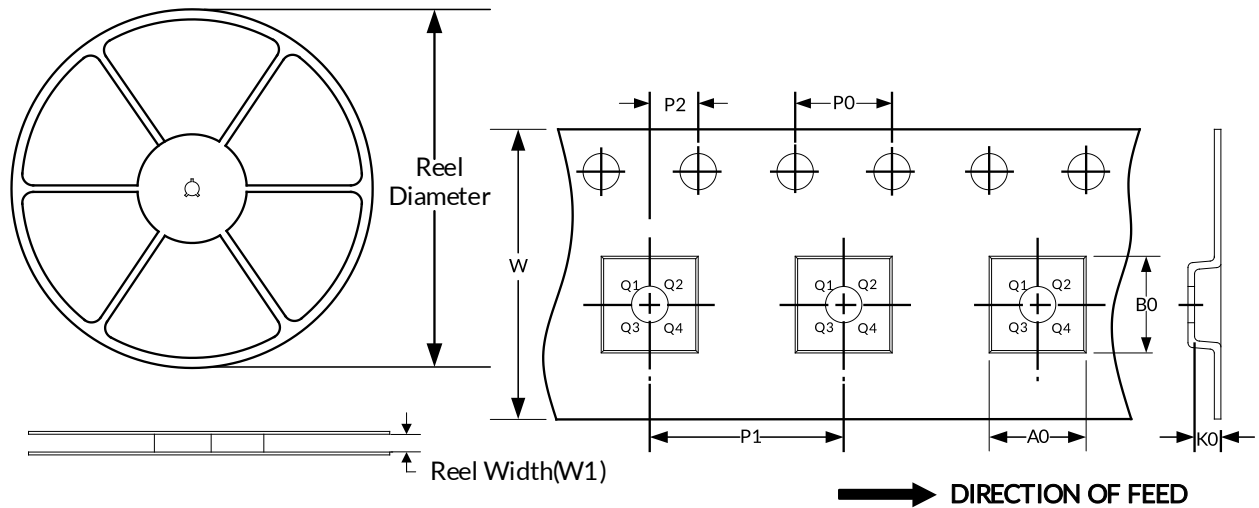 Reel
Diameter
P2
P0
W
Q1 Q2
Q3 Q4
Q1 Q2
Q3 Q4
Q1 Q2
Q3 Q4
B0
P1
A0
K0
Reel Width(W1)
DIRECTION OF FEED